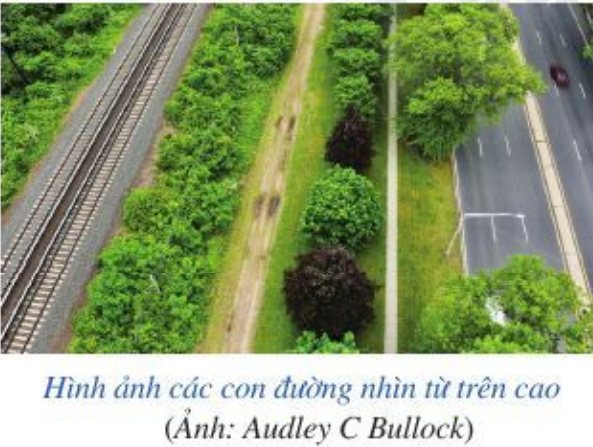 Hình ảnh các con đường nhìn từ trên cao
(Ảnh: Audley C Bullock)